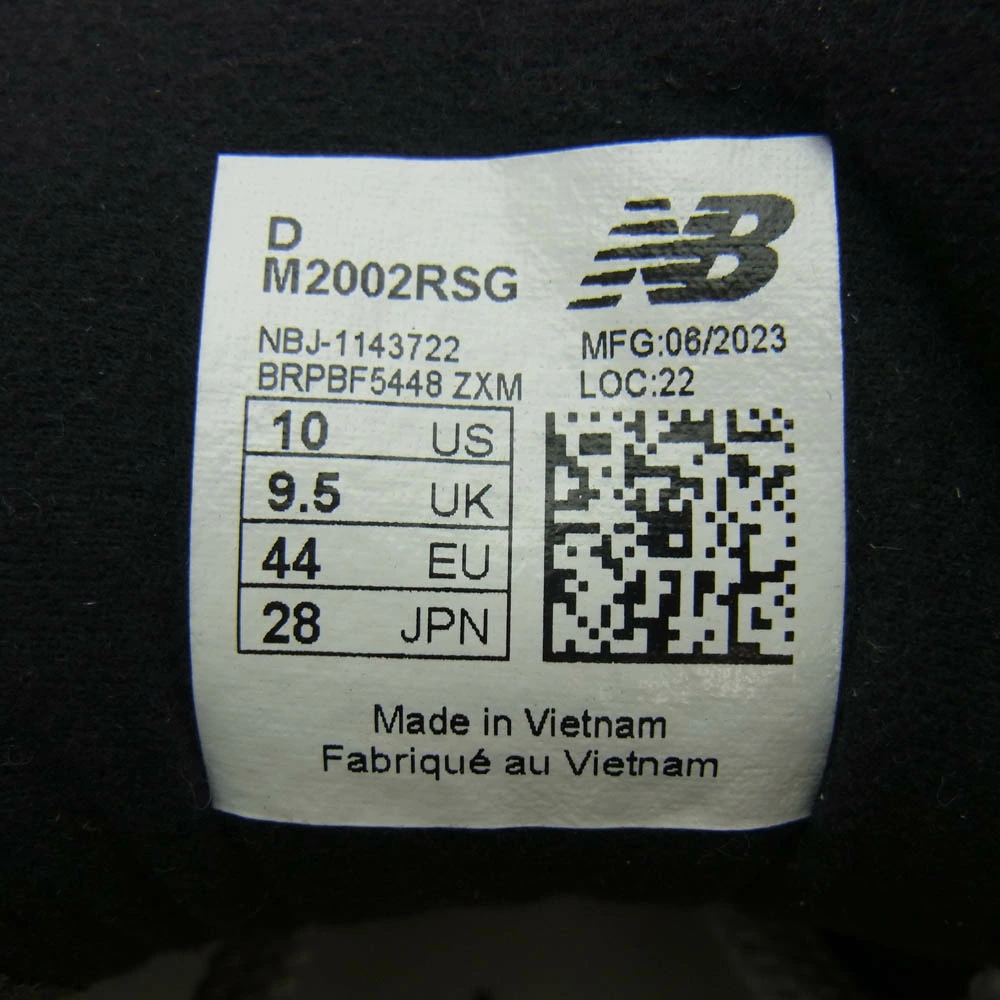 D
M2002RSG
NB
NBJ-1143722
BRPBF5448 ZXM
MFG:06/2023
LOC:22
10 US
9.5 UK
44 EU
28 JPN
Made in Vietnam
Fabriqué au Vietnam